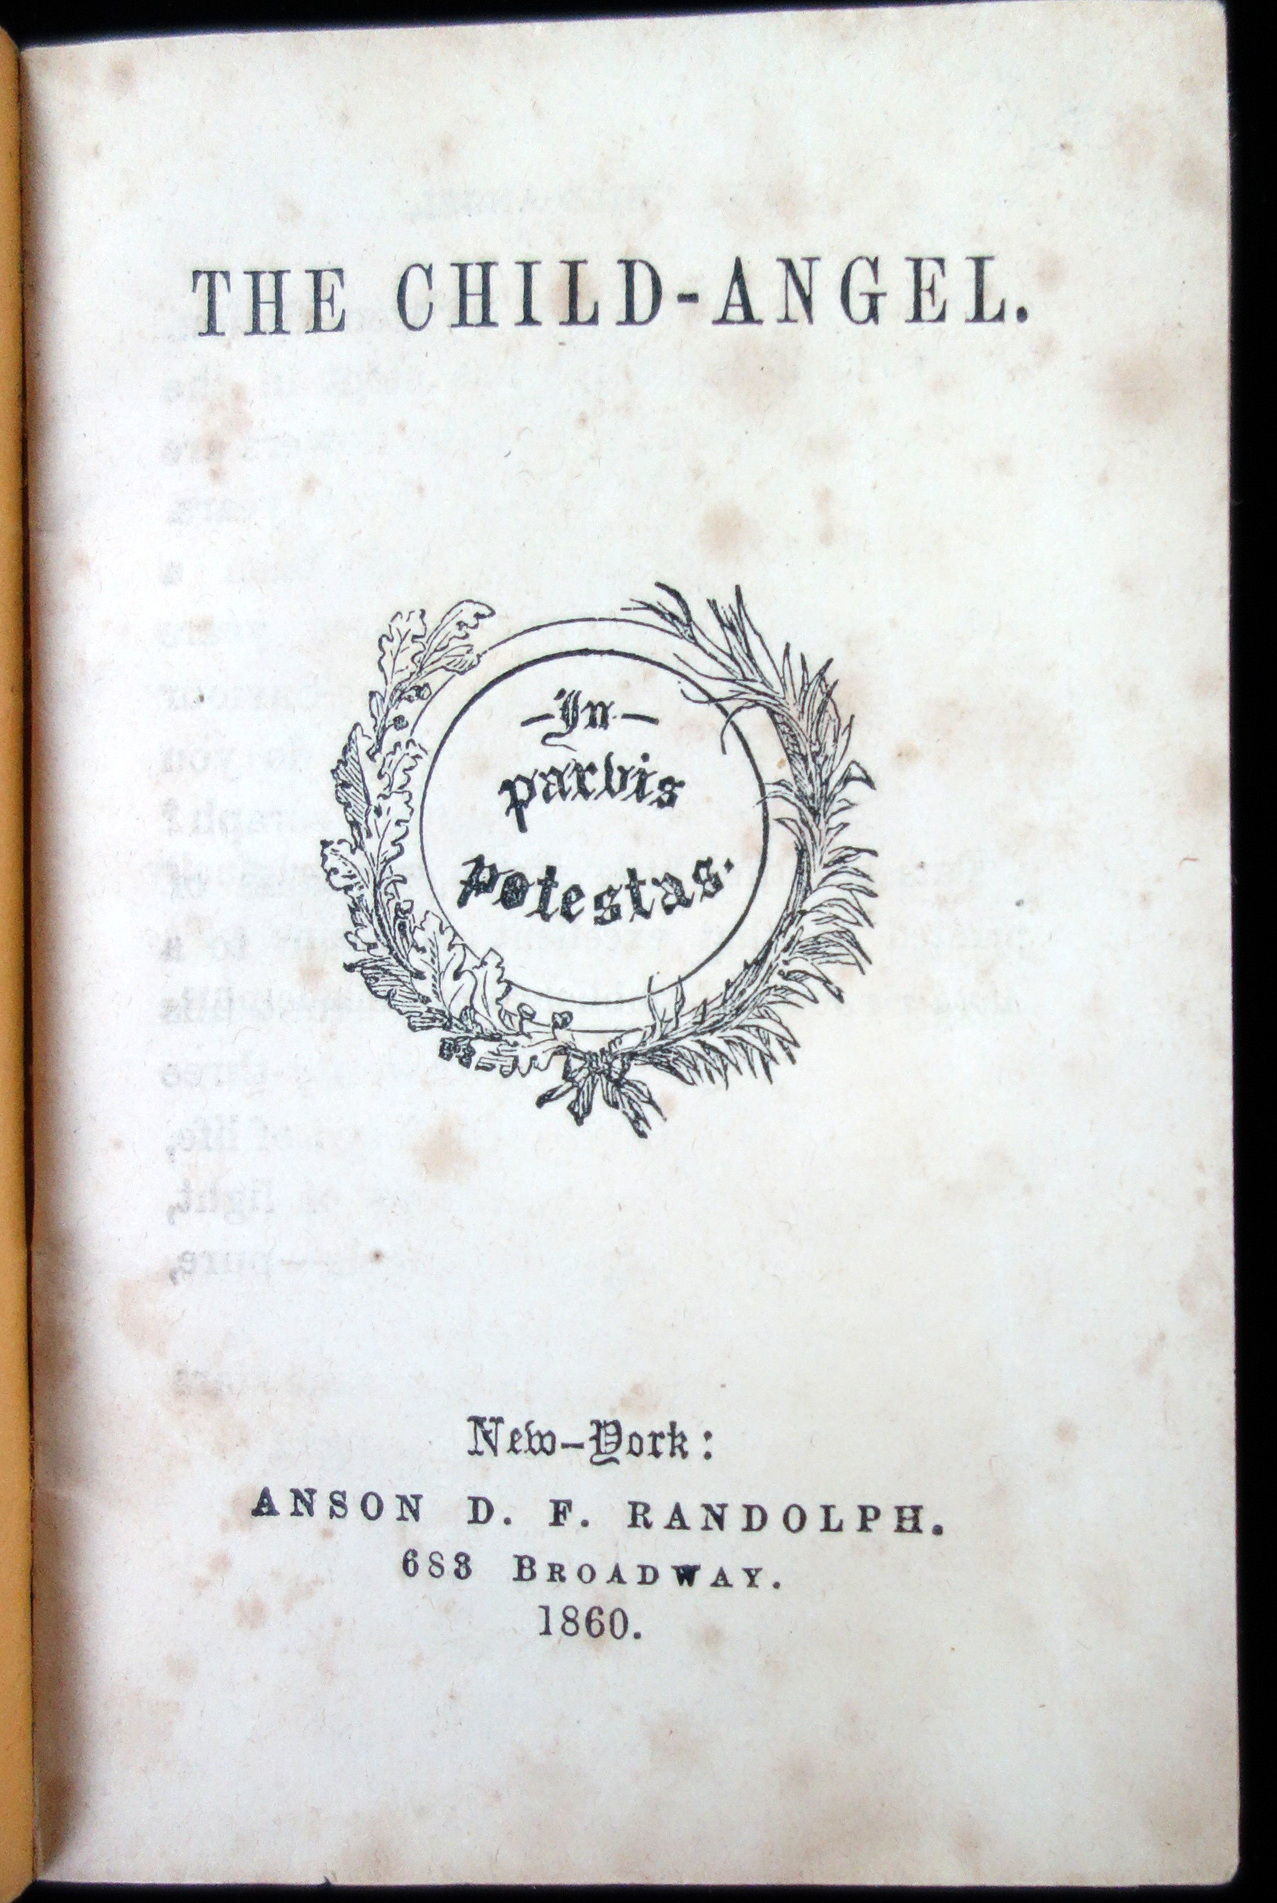 THE CHILD-ANGEL.
-In-
parvis
Potestas.
New-York:
ANSON D. F. RANDOLPH.
683 BROADWAY.
1860.